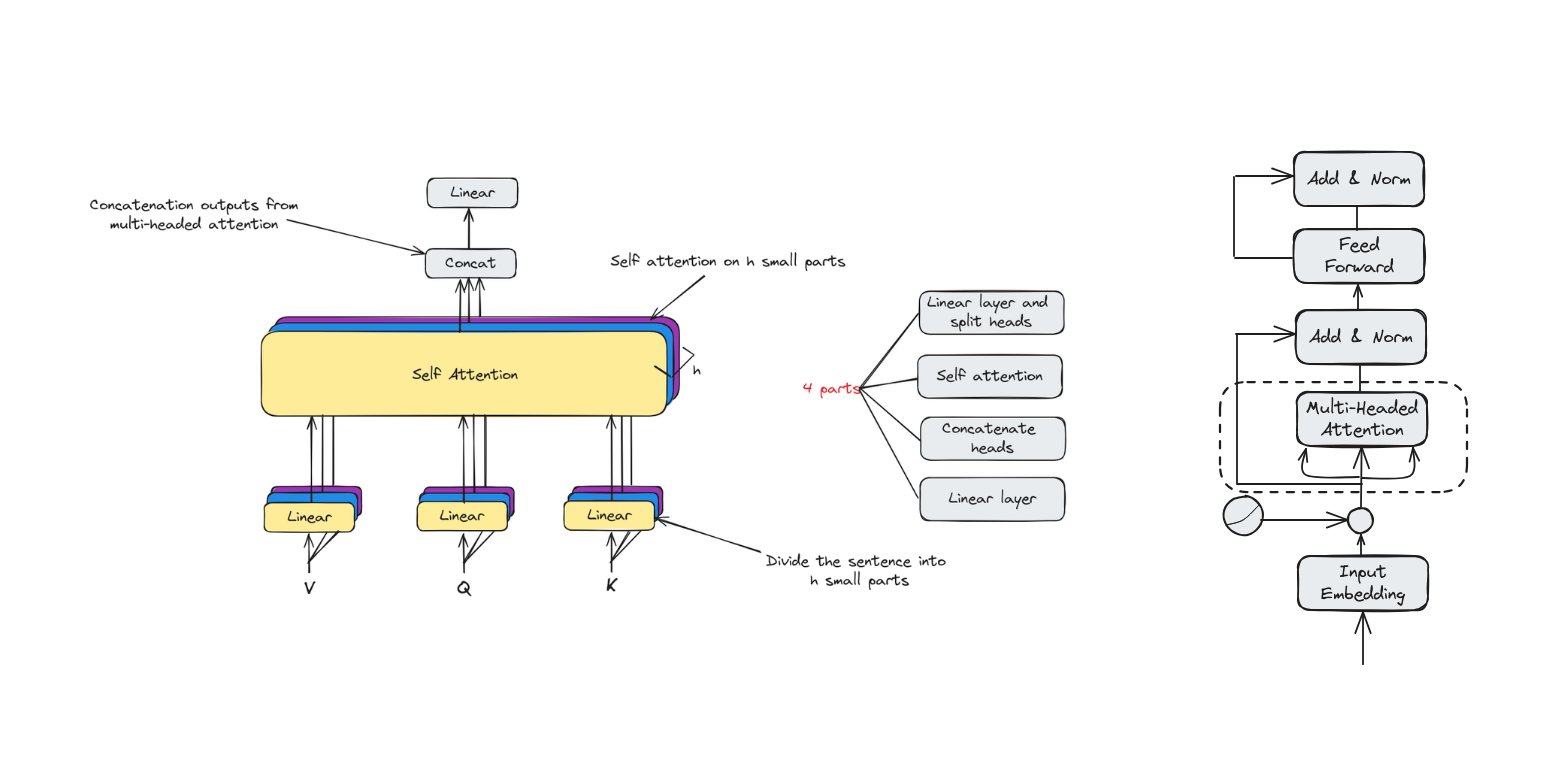 Linear
Concatenation outputs from
multi-headed attention
Concat
Self attention on h small parts
Self Attention
h
Linear
Linear
Linear
V
Q
K
Divide the sentence into
h small parts
4 parts
Linear layer and
split heads
Self attention
Concatenate
heads
Linear layer
Add & Norm
Feed
Forward
Add & Norm
Multi-Headed
Attention
Input
Embedding